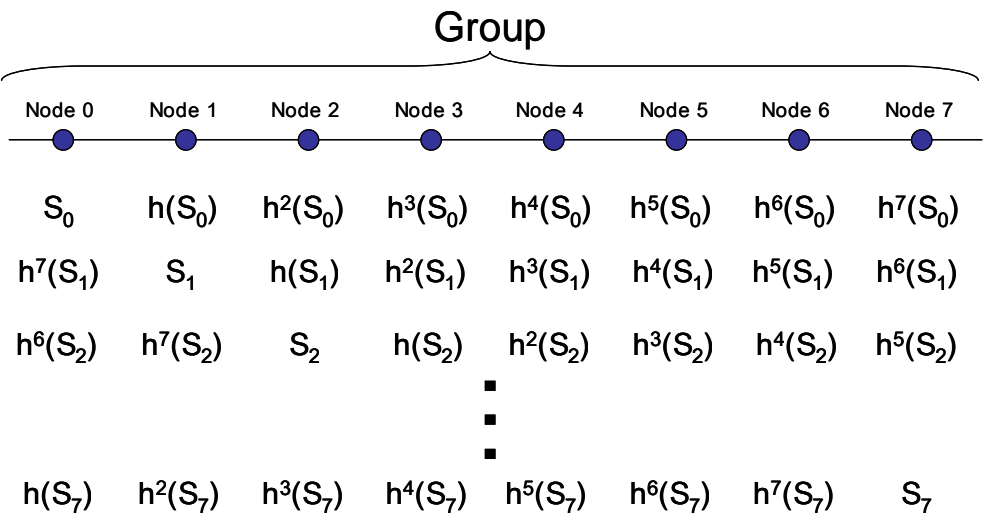 Group
Node 0 Node 1 Node 2 Node 3 Node 4 Node 5 Node 6 Node 7
S₀ h(S₀) h²(S₀) h³(S₀) h⁴(S₀) h⁵(S₀) h⁶(S₀) h⁷(S₀)
h⁷(S₁) S₁ h(S₁) h²(S₁) h³(S₁) h⁴(S₁) h⁵(S₁) h⁶(S₁)
h⁶(S₂) h⁷(S₂) S₂ h(S₂) h²(S₂) h³(S₂) h⁴(S₂) h⁵(S₂)
h(S₇) h²(S₇) h³(S₇) h⁴(S₇) h⁵(S₇) h⁶(S₇) h⁷(S₇) S₇